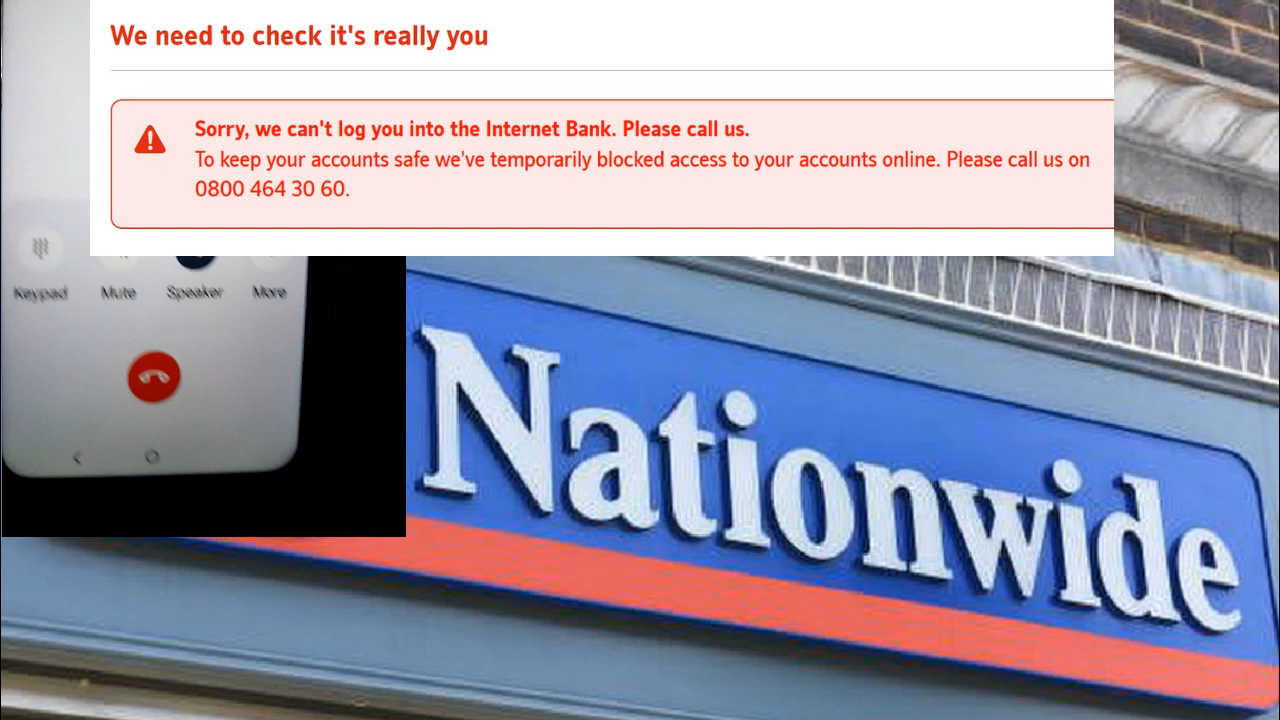 We need to check it's really you
Sorry, we can't log you into the Internet Bank. Please call us.
To keep your accounts safe we've temporarily blocked access to your accounts online. Please call us on
0800 464 30 60.
Keypad Mute Speaker More
Nationwide